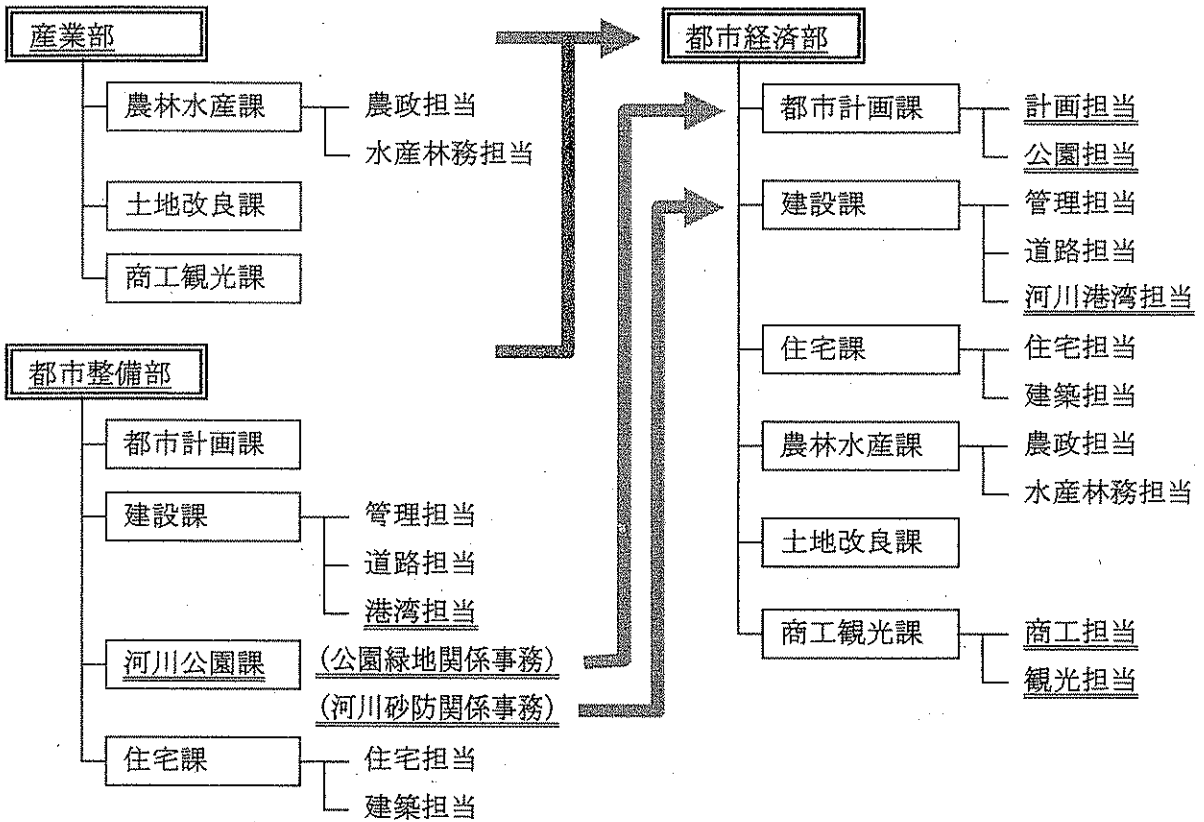 産業部
農林水産課
農政担当
水産林務担当
土地改良課
商工観光課
都市整備部
都市計画課
建設課
管理担当
道路担当
港湾担当
河川公園課
(公園緑地関係事務)
(河川砂防関係事務)
住宅課
住宅担当
建築担当
都市経済部
都市計画課
計画担当
公園担当
建設課
管理担当
道路担当
河川港湾担当
住宅課
住宅担当
建築担当
農林水産課
農政担当
水産林務担当
土地改良課
商工観光課
商工担当
観光担当